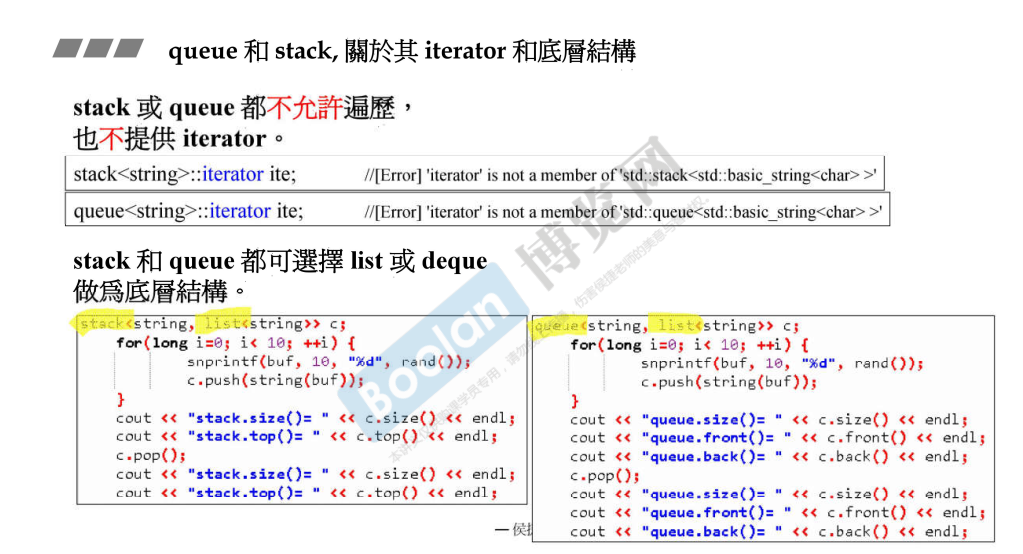 queue 和 stack, 關於其 iterator 和底層結構
stack 或 queue 都不允許遍歷，
也不提供 iterator。
stack<string>::iterator ite; //[Error] 'iterator' is not a member of 'std::stack<std::basic_string<char> >'
queue<string>::iterator ite; //[Error] 'iterator' is not a member of 'std::queue<std::basic_string<char> >'
stack 和 queue 都可選擇 list 或 deque
做爲底層結構。
stack<string, list<string>> c;
for(long i=0; i< 10; ++i) {
snprintf(buf, 10, "%d", rand());
c.push(string(buf));
}
cout << "stack.size()= " << c.size() << endl;
cout << "stack.top()= " << c.top() << endl;
c.pop();
cout << "stack.size()= " << c.size() << endl;
cout << "stack.top()= " << c.top() << endl;
queue<string, list<string>> c;
for(long i=0; i< 10; ++i) {
snprintf(buf, 10, "%d", rand());
c.push(string(buf));
}
cout << "queue.size()= " << c.size() << endl;
cout << "queue.front()= " << c.front() << endl;
cout << "queue.back()= " << c.back() << endl;
c.pop();
cout << "queue.size()= " << c.size() << endl;
cout << "queue.front()= " << c.front() << endl;
cout << "queue.back()= " << c.back() << endl;
— 侯
Boolan 博览网